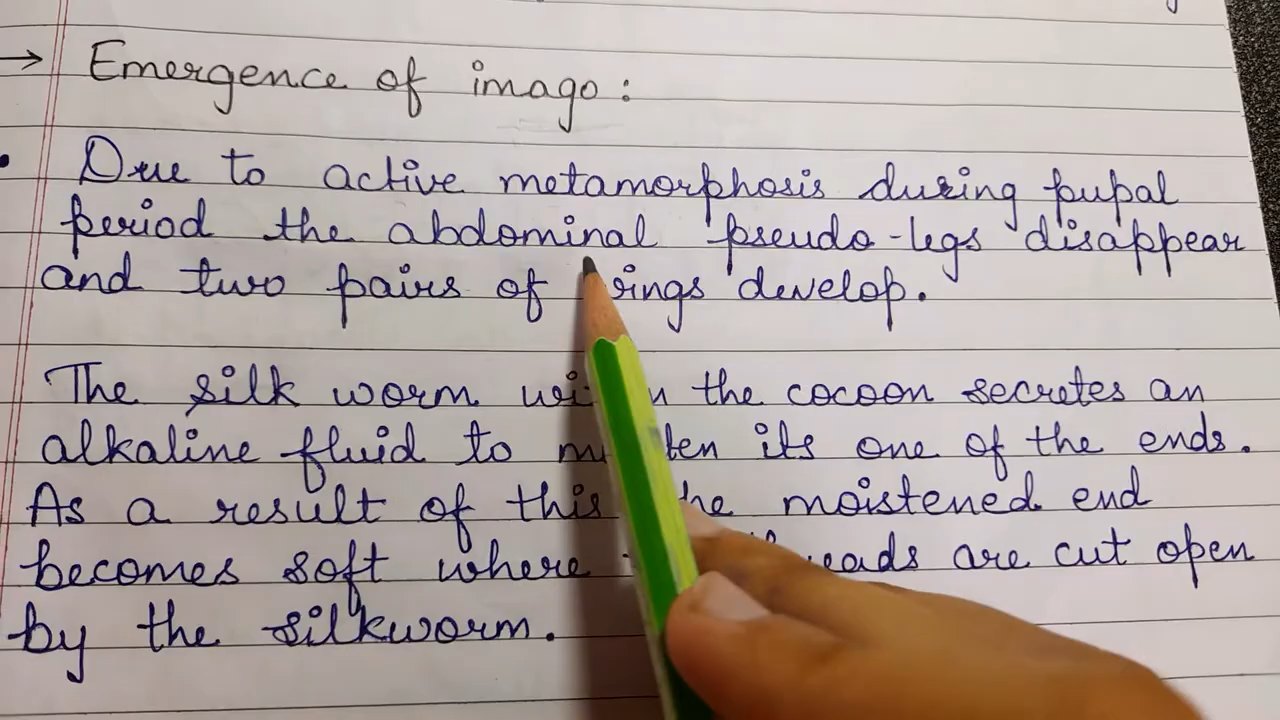 → Emergence of imago :
• Due to active metamorphosis during pupal
period the abdominal pseudo-legs disappear
and two pairs of develop.
The silk worm the cocoon secretes an
alkaline fluid to its one of the ends.
As a result of this the moistened end
becomes soft where are cut open
by the silkworm.